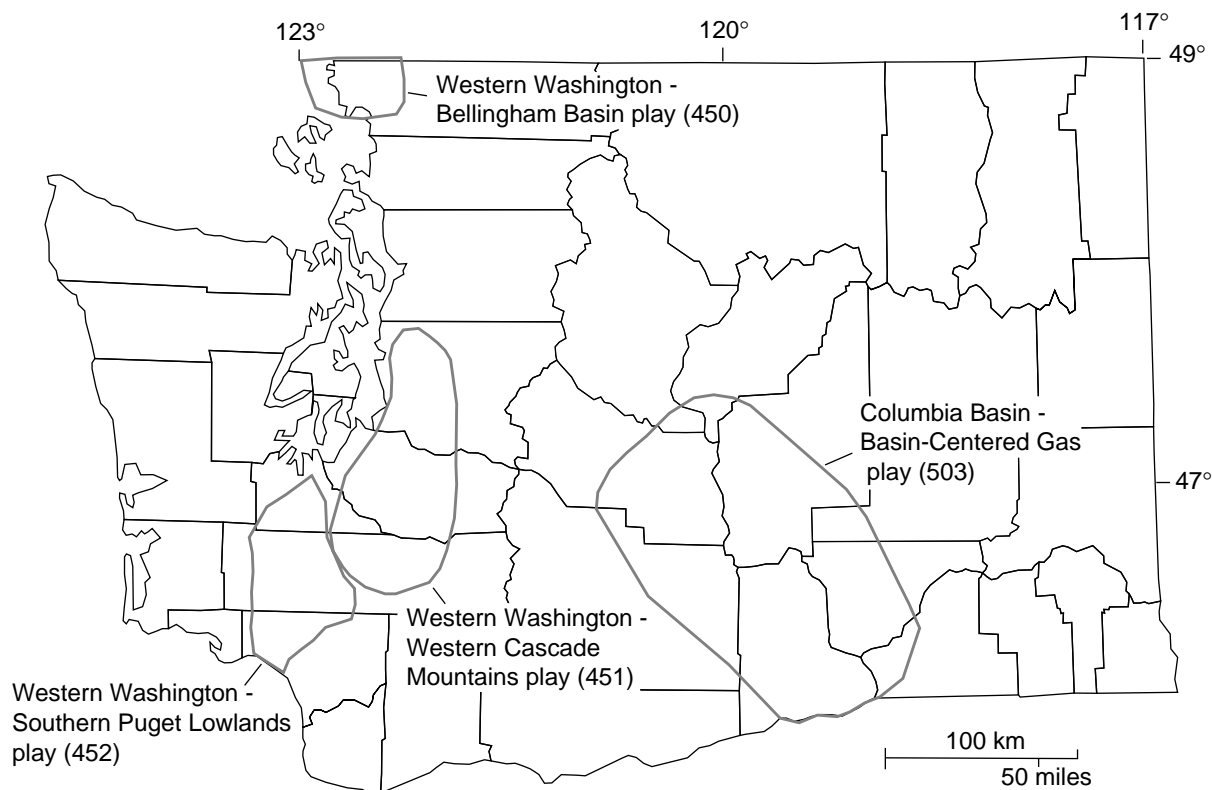 123°
120°
117°
49°
Western Washington -
Bellingham Basin play (450)
Columbia Basin -
Basin-Centered Gas
play (503)
47°
Western Washington -
Western Cascade
Mountains play (451)
Western Washington -
Southern Puget Lowlands
play (452)
100 km
50 miles